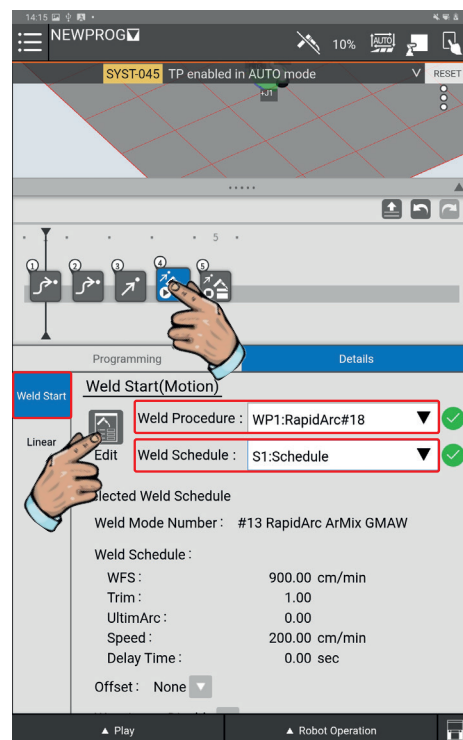 14:15
NEWPROG
10%
AUTO
SYST-045 TP enabled in AUTO mode
RESET
+J1
5
1 2 3 4 5
Programming Details
Weld Start
Weld Start(Motion)
Weld Procedure : WP1:RapidArc#18
Linear
Edit Weld Schedule : S1:Schedule
elected Weld Schedule
Weld Mode Number : #13 RapidArc ArMix GMAW
Weld Schedule :
WFS : 900.00 cm/min
Trim : 1.00
UltimArc : 0.00
Speed : 200.00 cm/min
Delay Time : 0.00 sec
Offset : None
Play Robot Operation